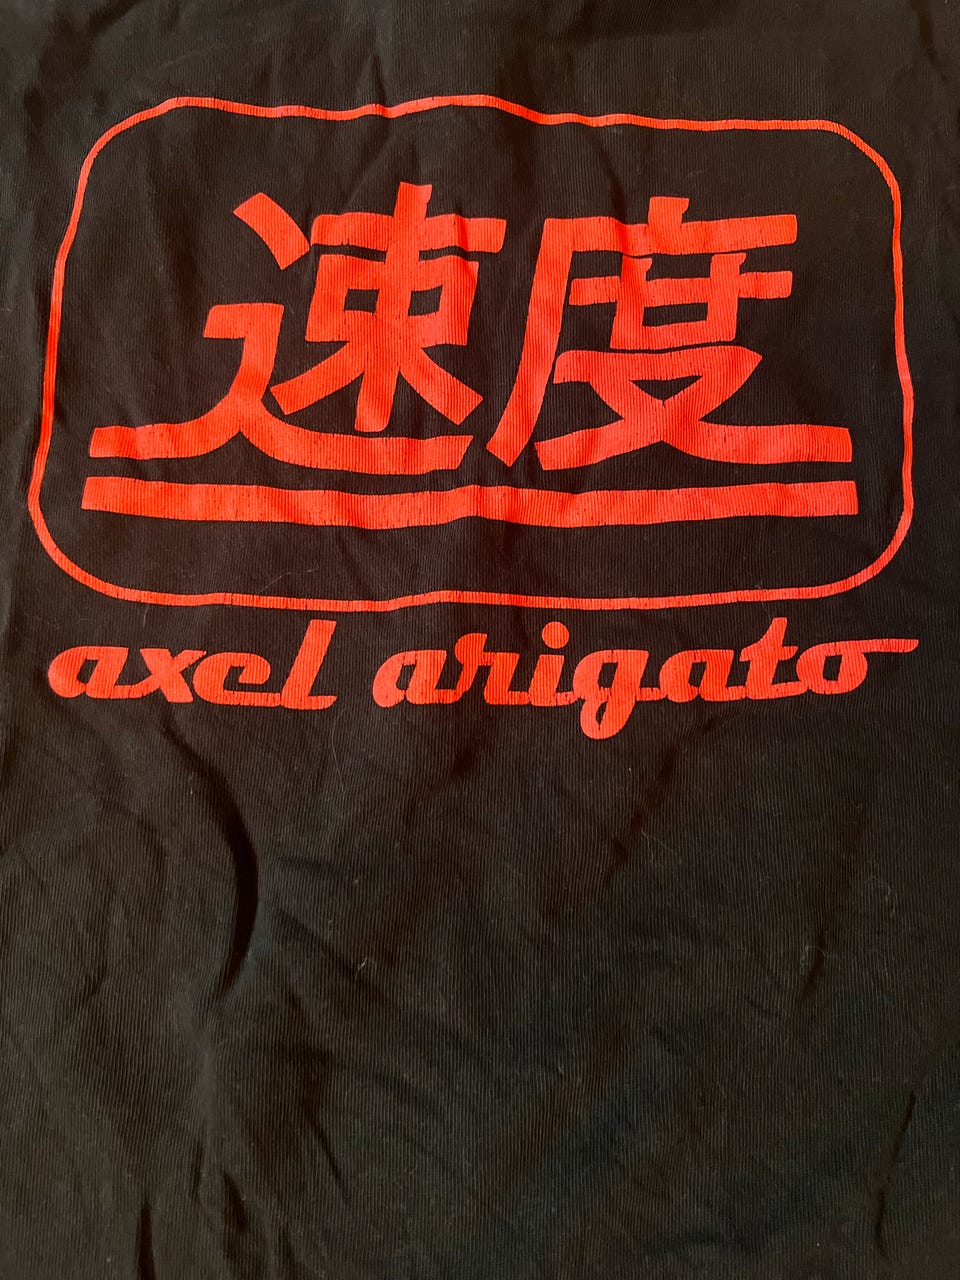 速度
axel arigato